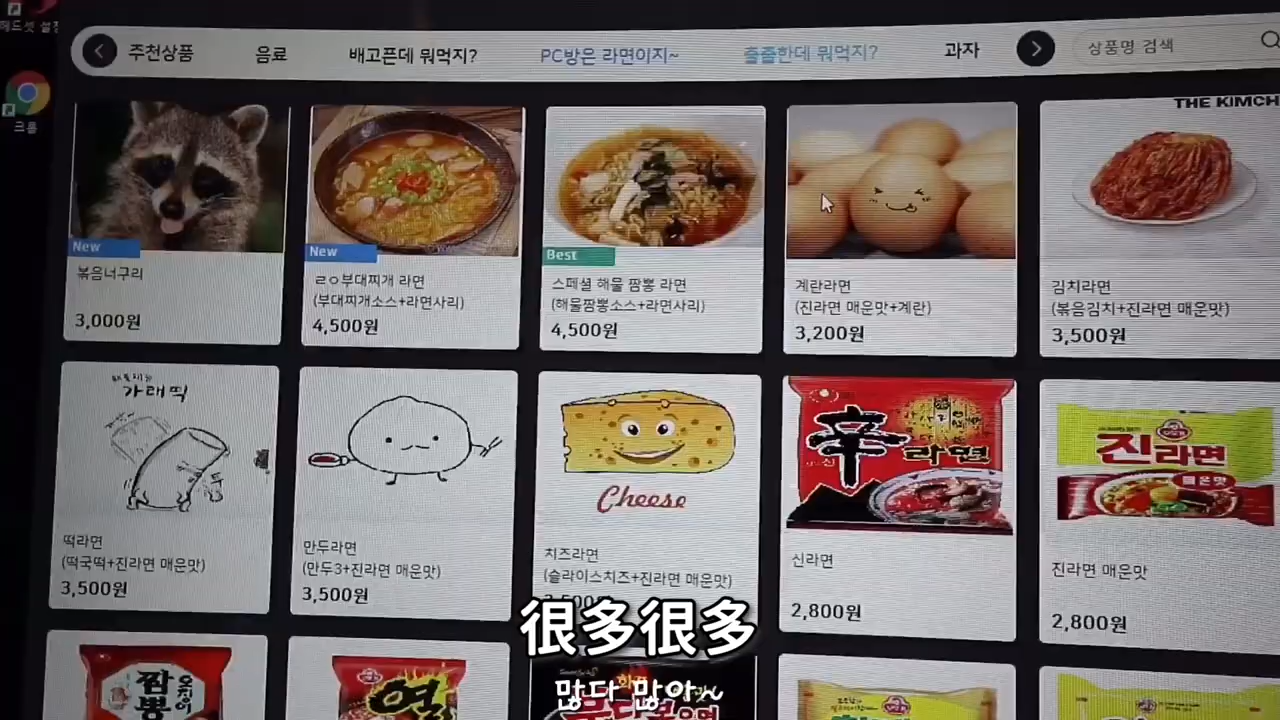 주천상품
음료
배고픈데 뭐먹지?
PC방은 라면이지~
출출한데 뭐먹지?
과자
상품명 검색
크롬
THE KIMCH
New
볶음너구리
3,000원
New
ㄹㅇ부대찌개 라면
(부대찌개소스+라면사리)
4,500원
Best
스페셜 해물 짬뽕 라면
(해물짬뽕소스+라면사리)
4,500원
계란라면
(진라면 매운맛+계란)
3,200원
김치라면
(볶음김치+진라면 매운맛)
3,500원
가래떡
떡라면
(떡국떡+진라면 매운맛)
3,500원
만두라면
(만두3+진라면 매운맛)
3,500원
Cheese
치즈라면
(슬라이스치즈+진라면 매운맛)
辛
라면
신라면
2,800원
진라면
매운맛
진라면 매운맛
2,800원
오징어
짬뽕
열
很多很多
많다 많아~